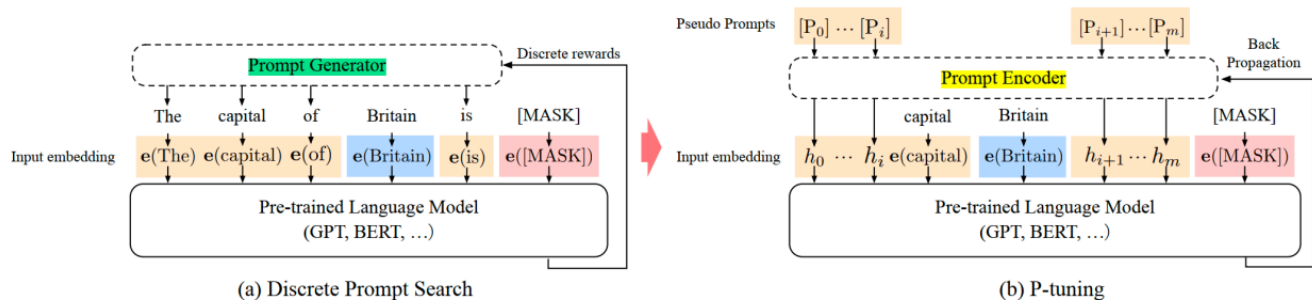 Discrete rewards
Prompt Generator
The capital of Britain is [MASK]
Input embedding e(The) e(capital) e(of) e(Britain) e(is) e([MASK])
Pre-trained Language Model
(GPT, BERT, …)
(a) Discrete Prompt Search
Pseudo Prompts [P₀] ⋯ [Pᵢ] [Pᵢ₊₁] ⋯ [Pₘ]
Back
Propagation
Prompt Encoder
capital Britain [MASK]
Input embedding h₀ ⋯ hᵢ e(capital) e(Britain) hᵢ₊₁ ⋯ hₘ e([MASK])
Pre-trained Language Model
(GPT, BERT, …)
(b) P-tuning